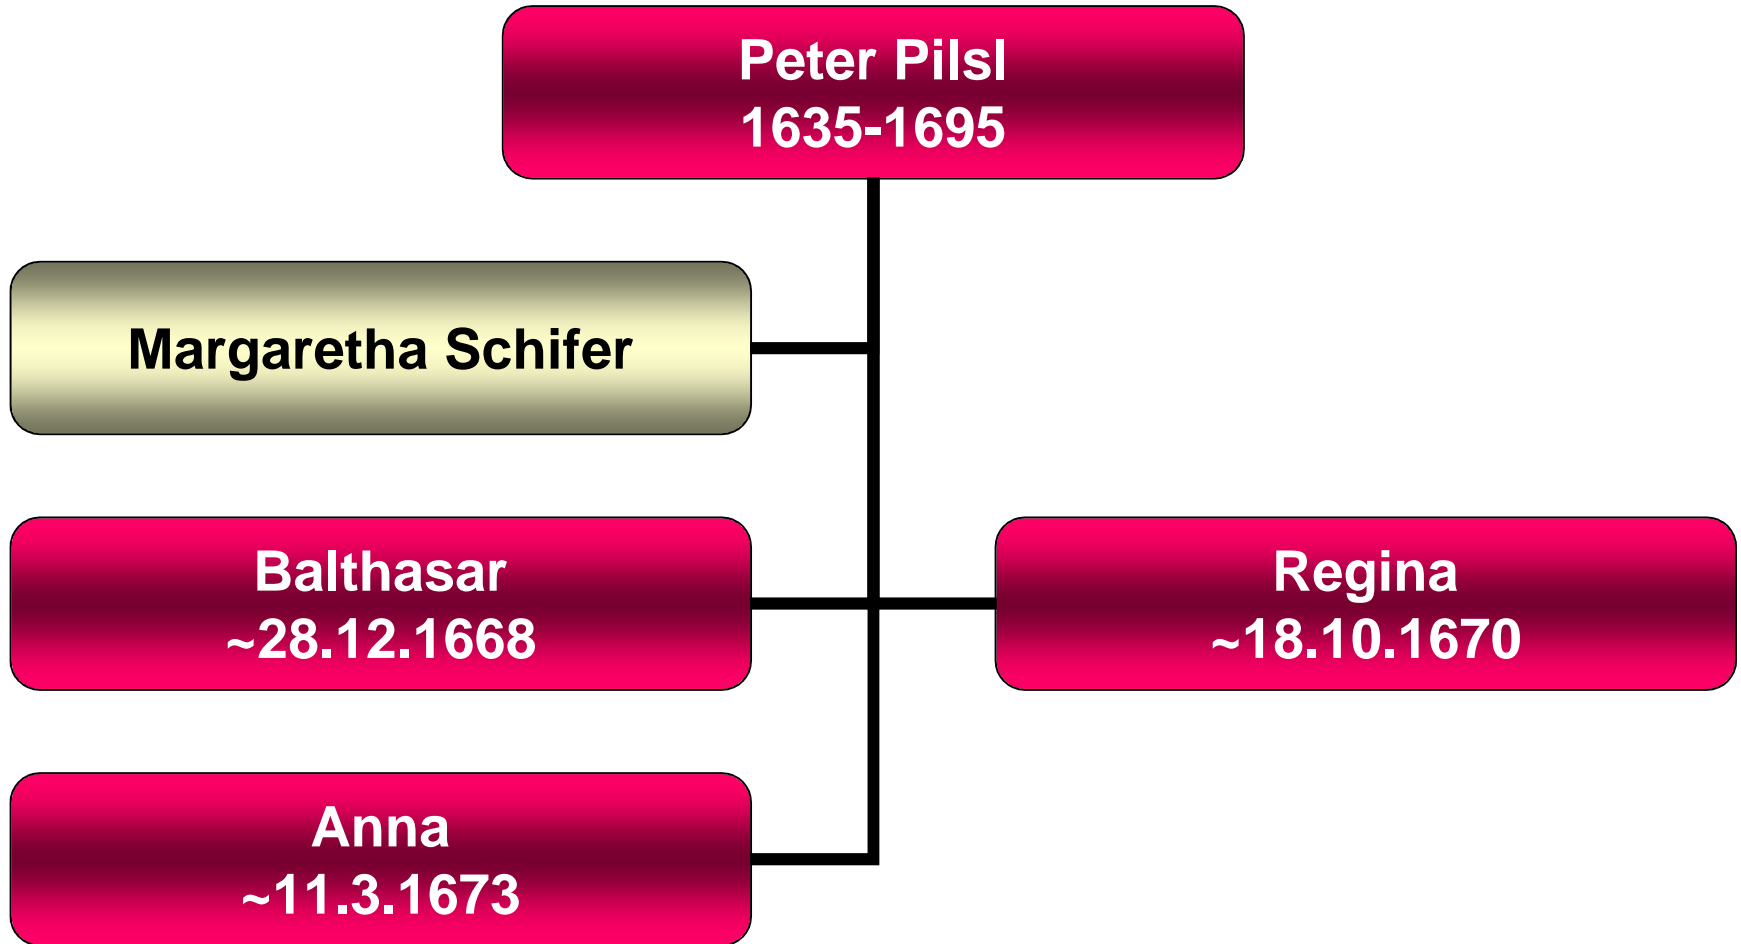 Peter Pilsl
1635-1695
Margaretha Schifer
Balthasar
~28.12.1668
Regina
~18.10.1670
Anna
~11.3.1673